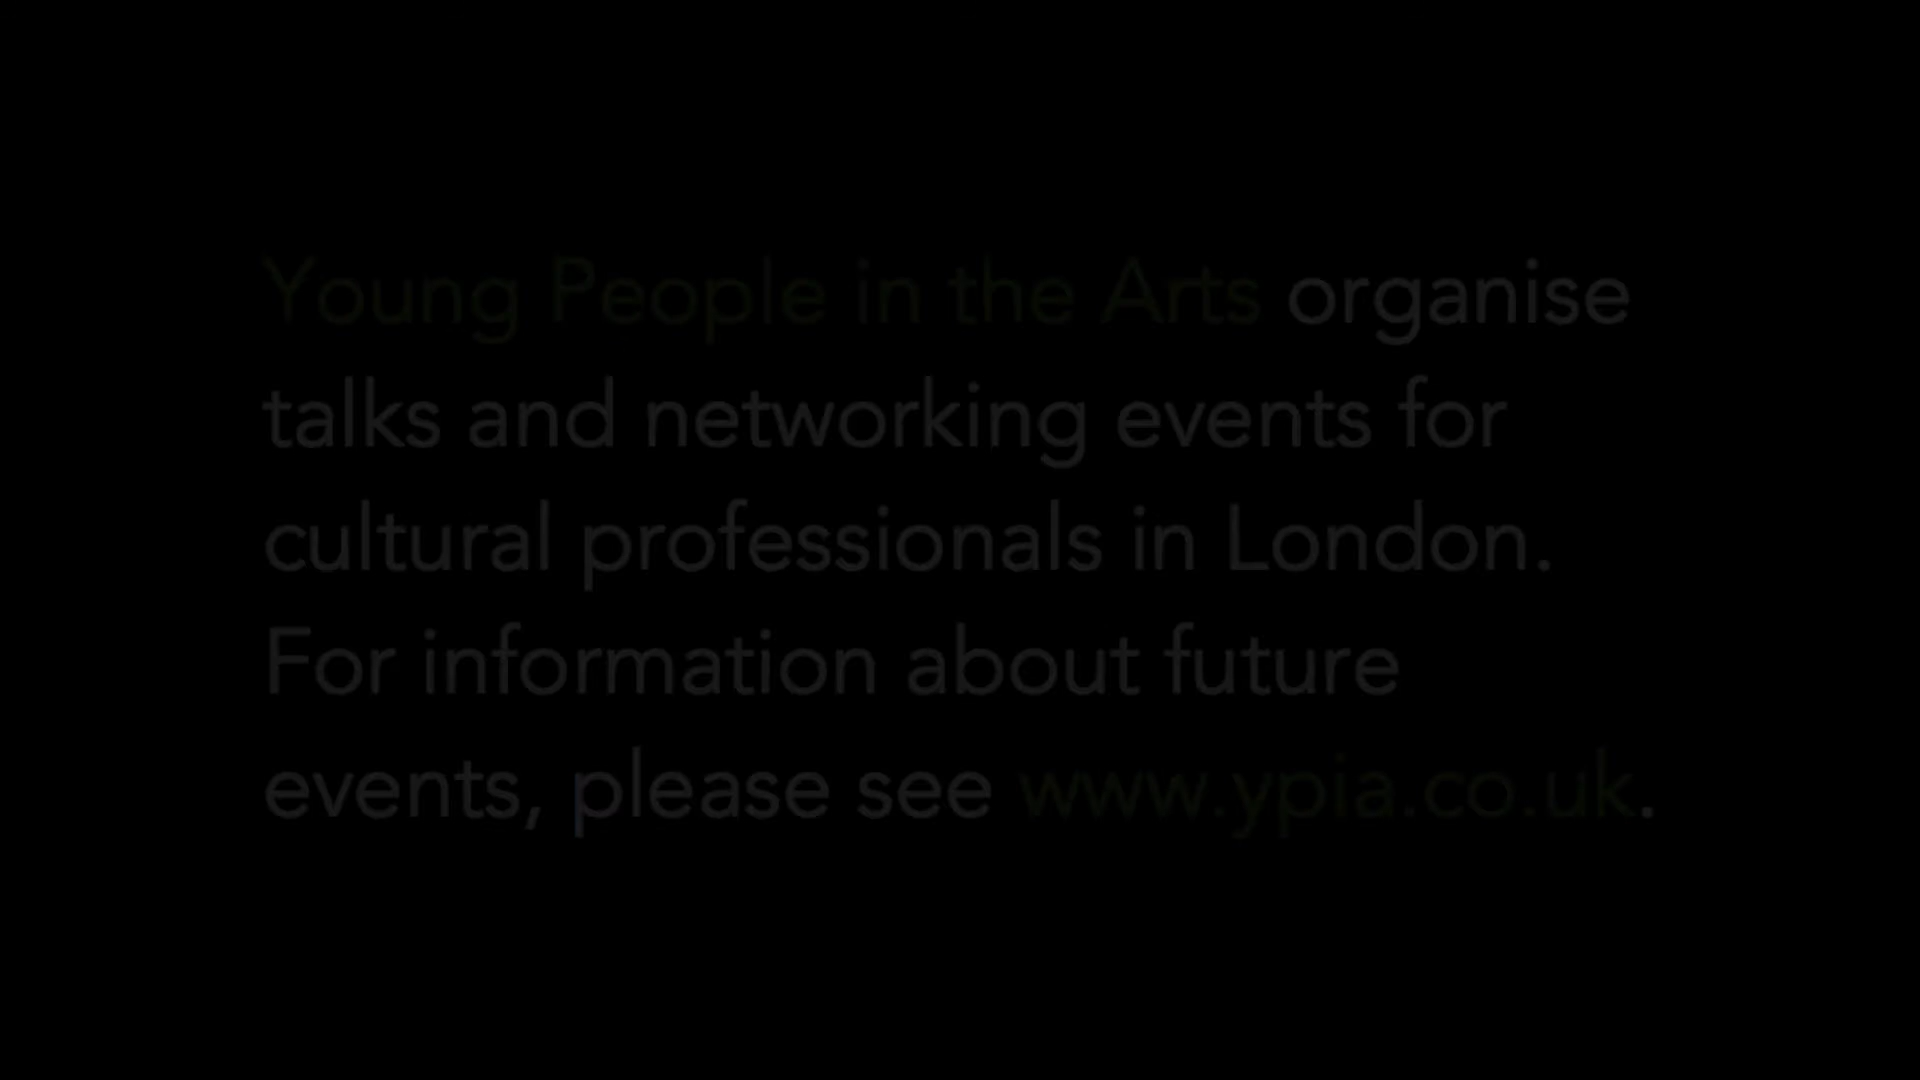 Young People in the Arts organise
talks and networking events for
cultural professionals in London.
For information about future
events, please see www.ypia.co.uk.